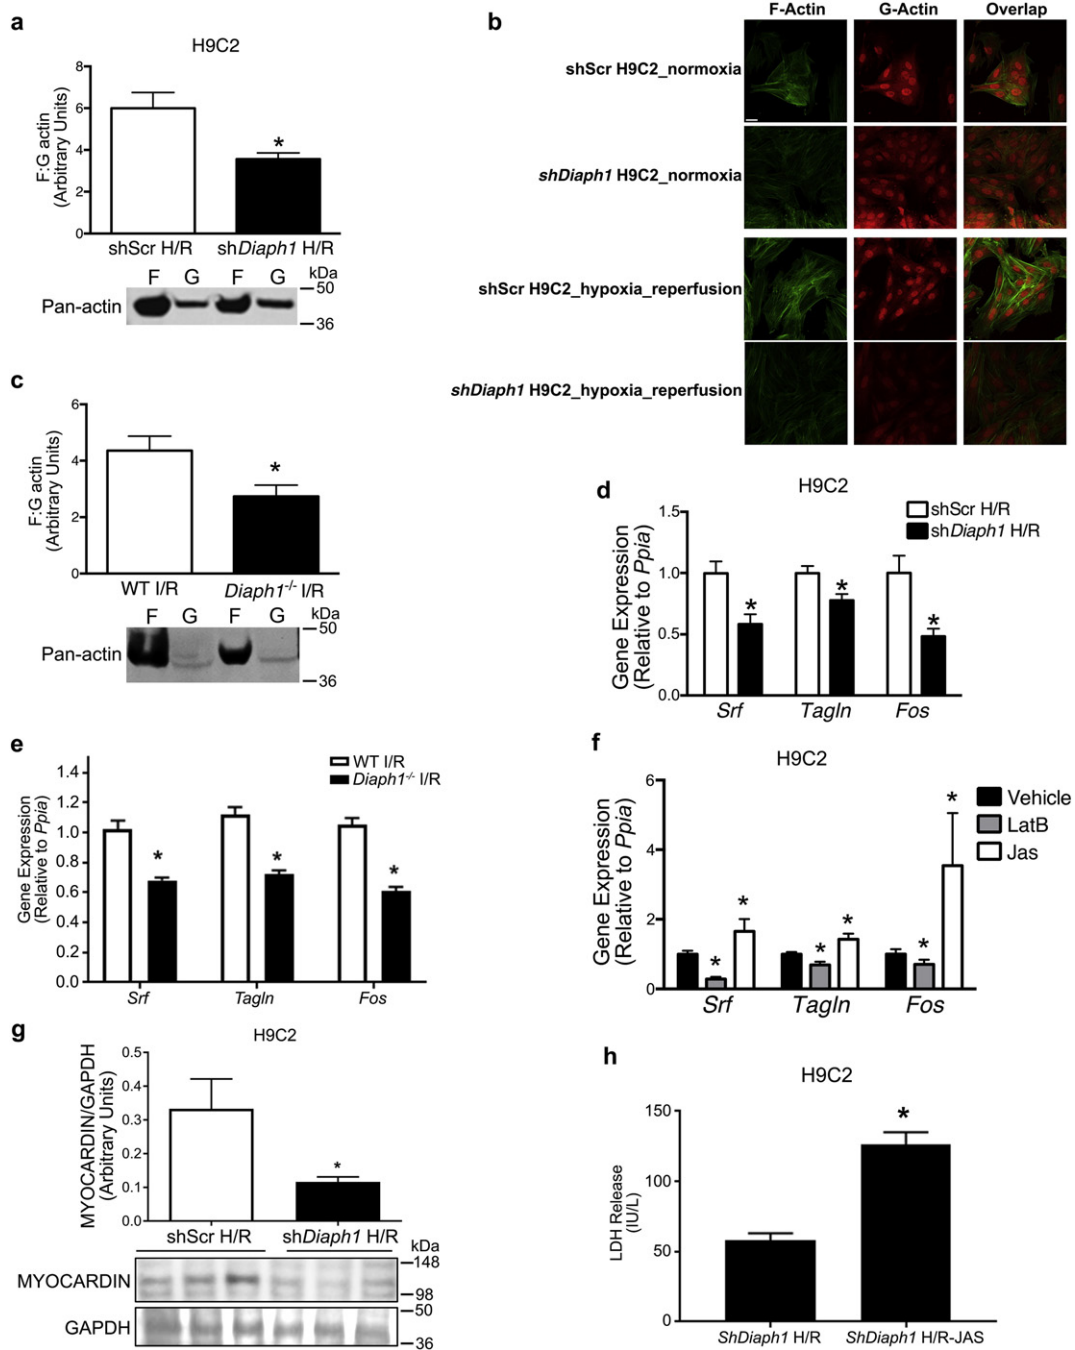 a
H9C2
8
6
4
2
0
F:G actin
(Arbitrary Units)
*
shScr H/R shDiaph1 H/R
F G F G kDa
Pan-actin
50
36
b
F-Actin G-Actin Overlap
shScr H9C2_normoxia
shDiaph1 H9C2_normoxia
shScr H9C2_hypoxia_reperfusion
shDiaph1 H9C2_hypoxia_reperfusion
c
6
4
2
0
F:G actin
(Arbitrary Units)
*
WT I/R Diaph1-/- I/R
F G F G kDa
Pan-actin
50
36
d
H9C2
shScr H/R
shDiaph1 H/R
1.5
1.0
0.5
0.0
Gene Expression
(Relative to Ppia)
* * *
Srf Tagln Fos
e
WT I/R
Diaph1-/- I/R
1.4
1.2
1.0
0.8
0.6
0.4
0.2
0.0
Gene Expression
(Relative to Ppia)
* * *
Srf Tagln Fos
f
H9C2
Vehicle
LatB
Jas
6
4
2
0
Gene Expression
(Relative to Ppia)
* * * * * *
Srf Tagln Fos
g
H9C2
0.5
0.4
0.3
0.2
0.1
0.0
MYOCARDIN/GAPDH
(Arbitrary Units)
*
shScr H/R shDiaph1 H/R
kDa
MYOCARDIN
148
98
GAPDH
50
36
h
H9C2
150
100
50
0
LDH Release
(IU/L)
*
ShDiaph1 H/R ShDiaph1 H/R-JAS